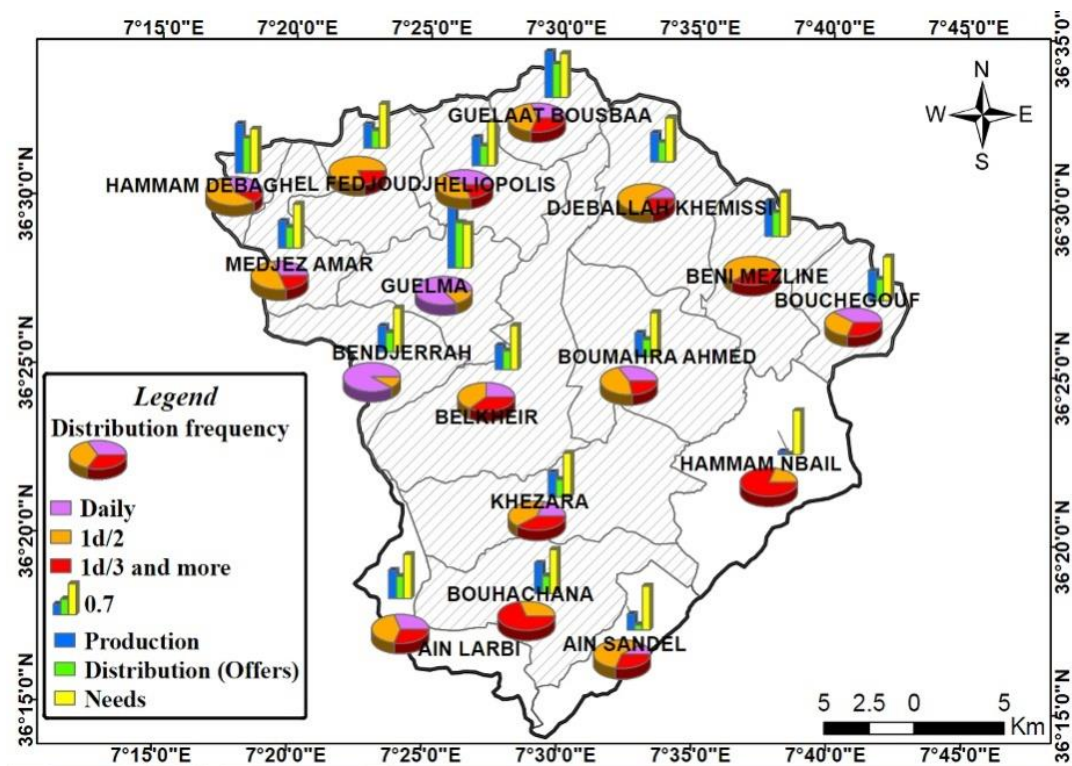 7°15'0"E 7°20'0"E 7°25'0"E 7°30'0"E 7°35'0"E 7°40'0"E 7°45'0"E
36°35'0"N
N
W E
S
GUELAAT BOUSBAA
HAMMAM DEBAGH EL FEDJOUDJ HELIOPOLIS
36°30'0"N
36°30'0"N
DJEBALLAH KHEMISSI
MEDJEZ AMAR
GUELMA
BENI MEZLINE
BOUCHEGOUF
BENDJERRAH
BOUMAHRA AHMED
36°25'0"N
36°25'0"N
BELKHEIR
Legend
Distribution frequency
Daily
1d/2
1d/3 and more
0.7
Production
Distribution (Offers)
Needs
HAMMAM NBAIL
KHEZARA
36°20'0"N
36°20'0"N
BOUHACHANA
AIN LARBI
AIN SANDEL
36°15'0"N
36°15'0"N
5 2.5 0 5
Km
7°15'0"E 7°20'0"E 7°25'0"E 7°30'0"E 7°35'0"E 7°40'0"E 7°45'0"E